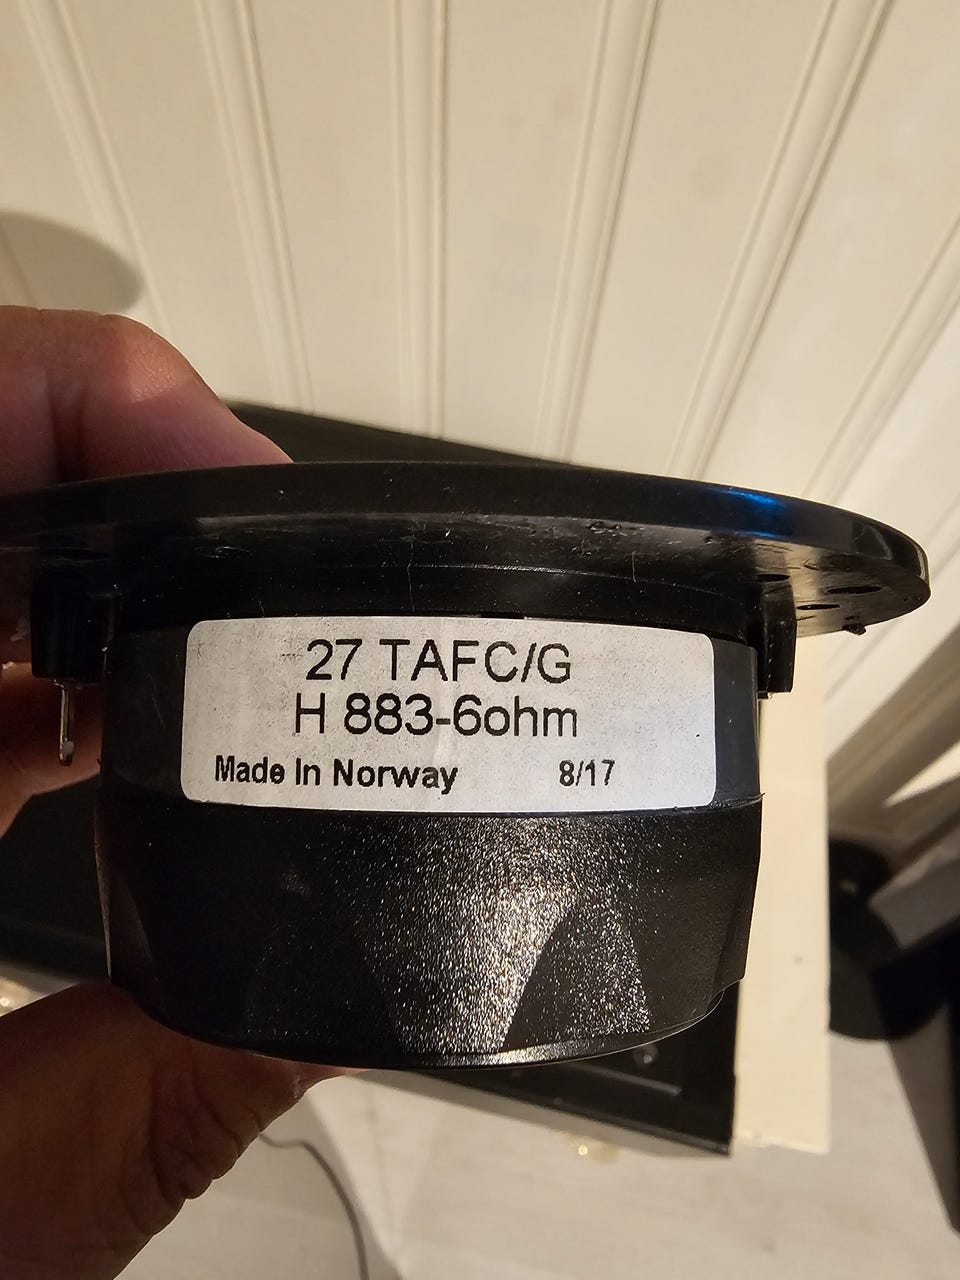 27 TAFC/G
H 883-6ohm
Made In Norway 8/17